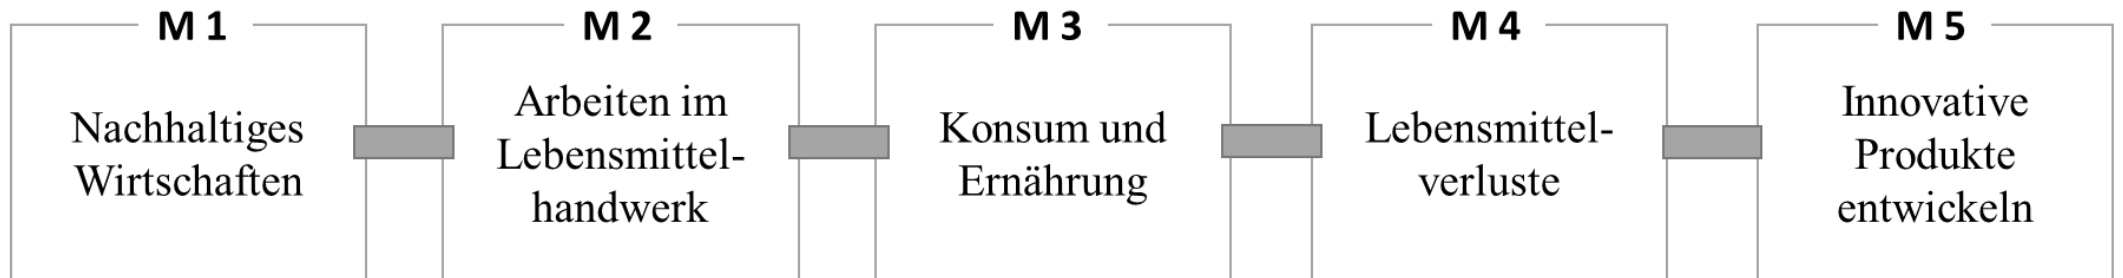 M 1
Nachhaltiges
Wirtschaften
M 2
Arbeiten im
Lebensmittel-
handwerk
M 3
Konsum und
Ernährung
M 4
Lebensmittel-
verluste
M 5
Innovative
Produkte
entwickeln